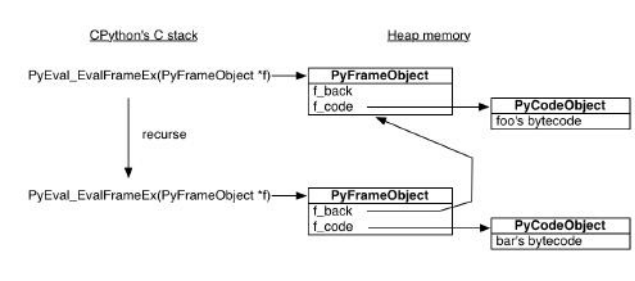 CPython's C stack
Heap memory
PyEval_EvalFrameEx(PyFrameObject *f)
PyFrameObject
f_back
f_code
PyCodeObject
foo's bytecode
recurse
PyEval_EvalFrameEx(PyFrameObject *f)
PyFrameObject
f_back
f_code
PyCodeObject
bar's bytecode